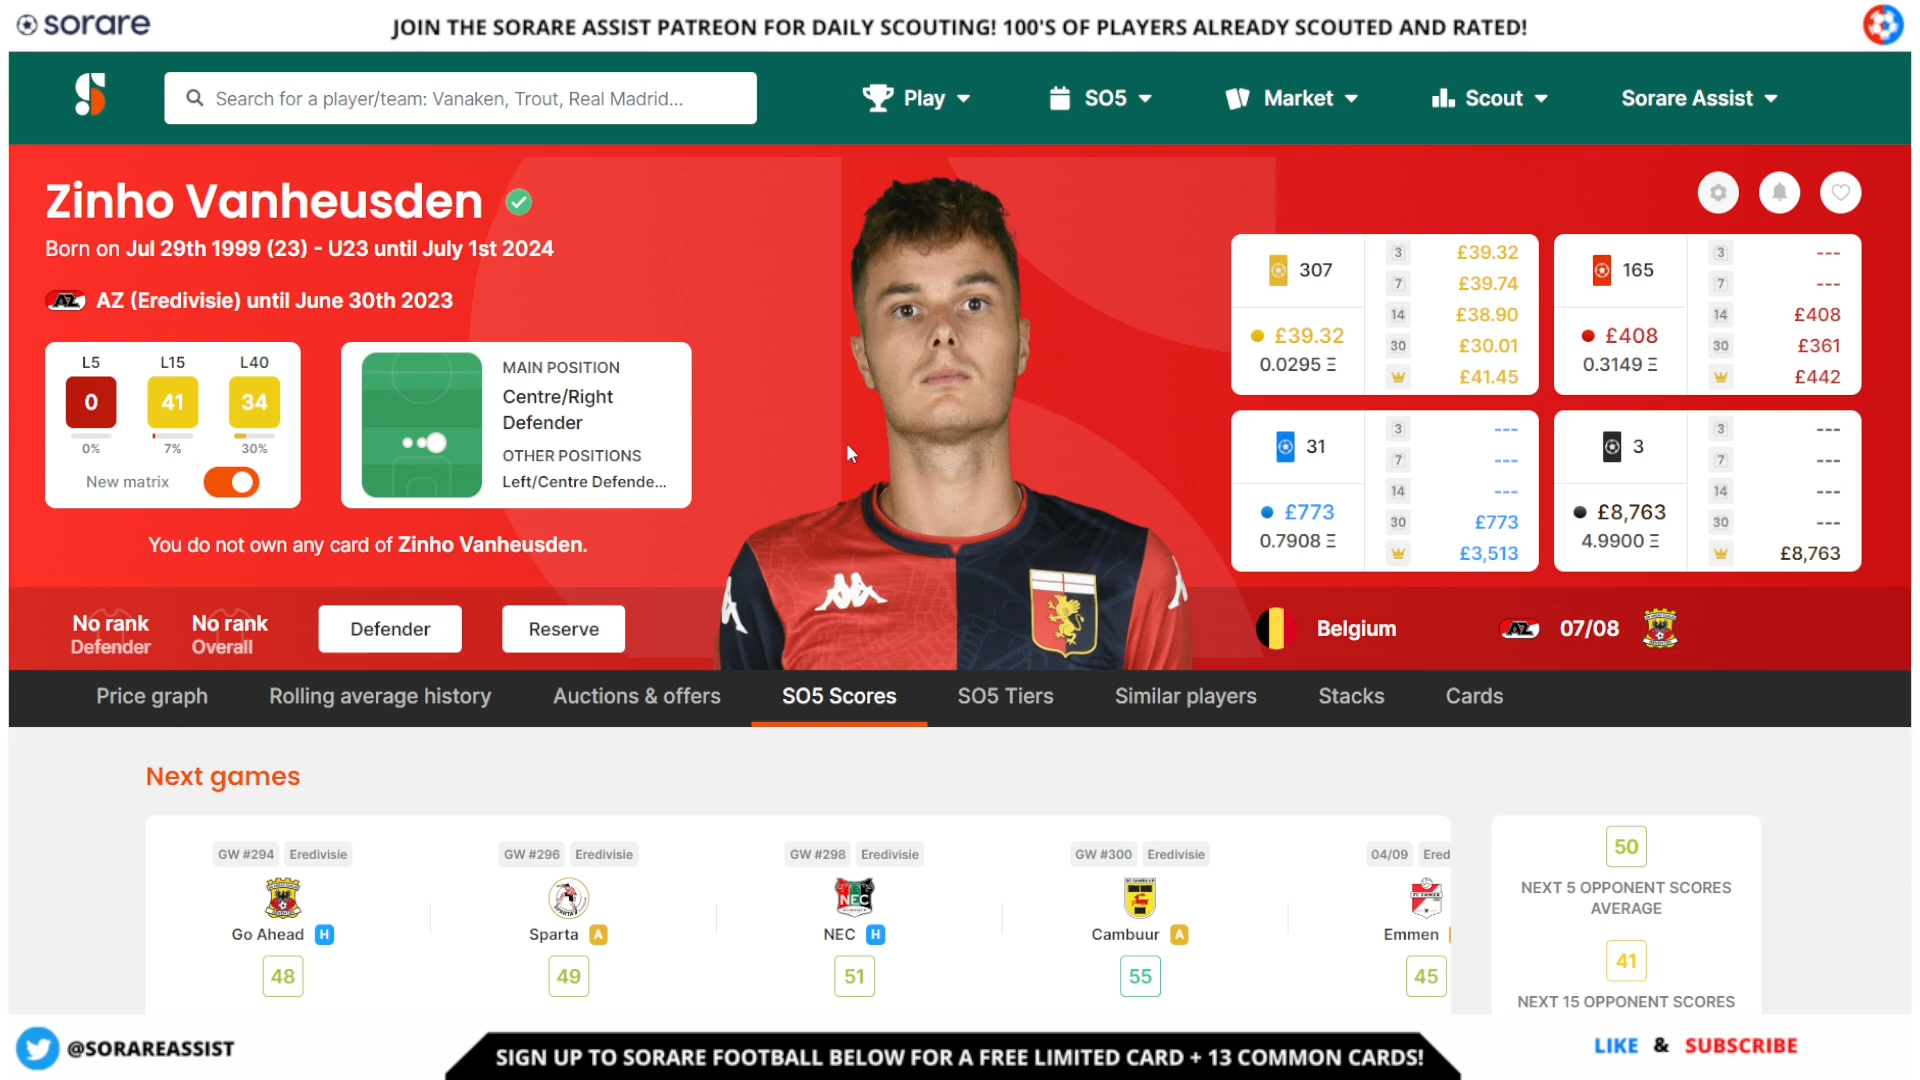 sorare
JOIN THE SORARE ASSIST PATREON FOR DAILY SCOUTING! 100'S OF PLAYERS ALREADY SCOUTED AND RATED!
Search for a player/team: Vanaken, Trout, Real Madrid...
Play
SO5
Market
Scout
Sorare Assist
Zinho Vanheusden
Born on Jul 29th 1999 (23) - U23 until July 1st 2024
AZ AZ (Eredivisie) until June 30th 2023
L5 L15 L40
0 41 34
0% 7% 30%
New matrix
MAIN POSITION
Centre/Right
Defender
OTHER POSITIONS
Left/Centre Defende...
You do not own any card of Zinho Vanheusden.
307
£39.32
0.0295 Ξ
3 £39.32
7 £39.74
14 £38.90
30 £30.01
£41.45
165
£408
0.3149 Ξ
3 ---
7 ---
14 £408
30 £361
£442
31
£773
0.7908 Ξ
3 ---
7 ---
14 ---
30 £773
£3,513
3
£8,763
4.9900 Ξ
3 ---
7 ---
14 ---
30 ---
£8,763
No rank
Defender
No rank
Overall
Defender
Reserve
Belgium
AZ 07/08
Price graph
Rolling average history
Auctions & offers
SO5 Scores
SO5 Tiers
Similar players
Stacks
Cards
Next games
GW #294 Eredivisie
Go Ahead H
48
GW #296 Eredivisie
SPARTA
Sparta A
49
GW #298 Eredivisie
NEC
NEC H
51
GW #300 Eredivisie
SC CAMBUUR
Cambuur A
55
04/09 Ered
Emmen
45
50
NEXT 5 OPPONENT SCORES
AVERAGE
41
NEXT 15 OPPONENT SCORES
@SORAREASSIST
SIGN UP TO SORARE FOOTBALL BELOW FOR A FREE LIMITED CARD + 13 COMMON CARDS!
LIKE & SUBSCRIBE